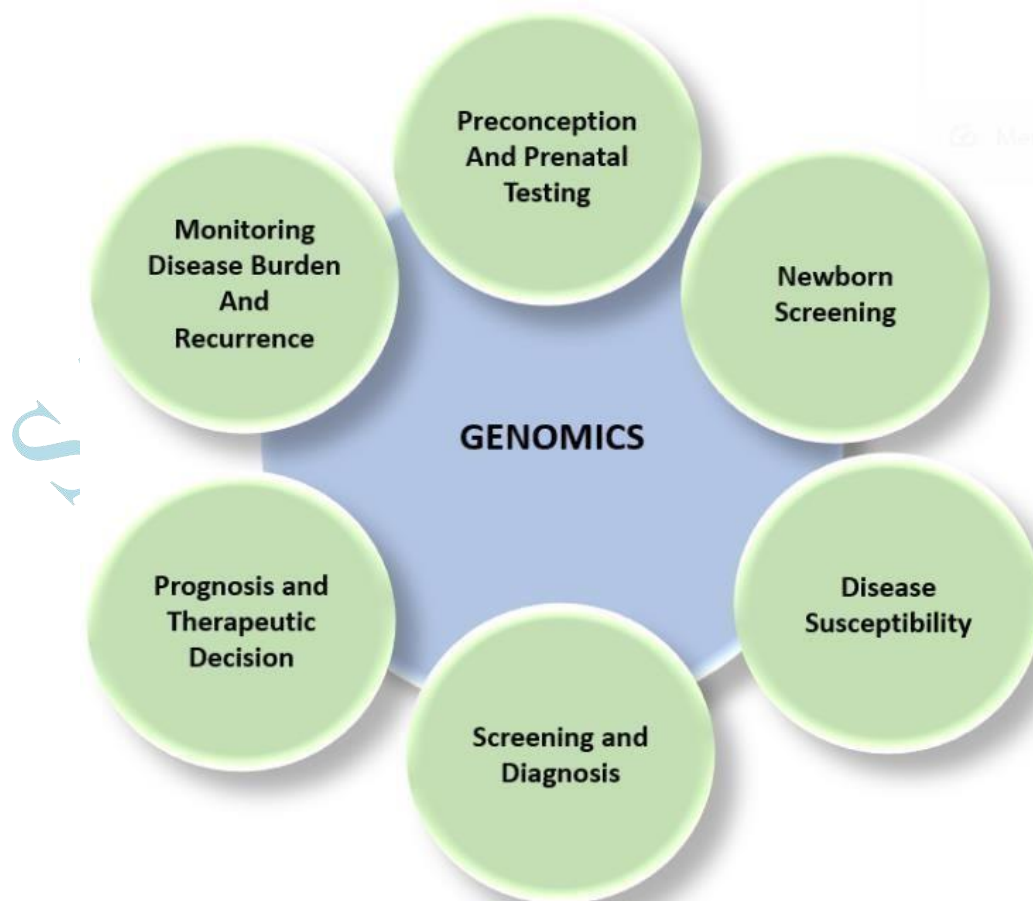 Preconception
And Prenatal
Testing
Newborn
Screening
Disease
Susceptibility
Screening and
Diagnosis
Prognosis and
Therapeutic
Decision
Monitoring
Disease Burden
And
Recurrence
GENOMICS